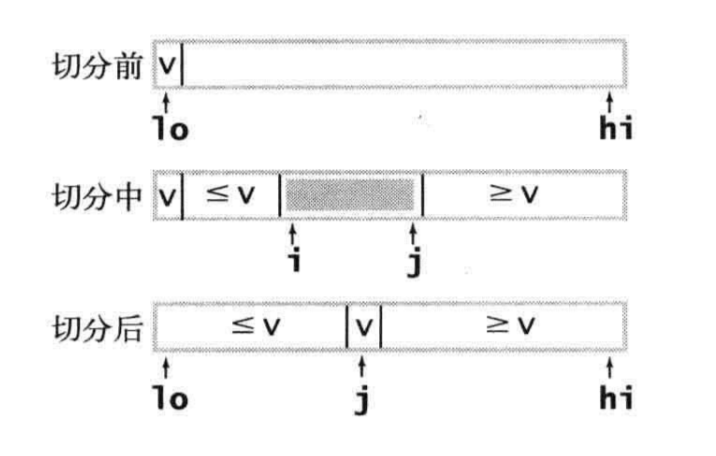 切分前 v
lo hi
切分中 v ≤ v ≥ v
i j
切分后 ≤ v v ≥ v
lo j hi